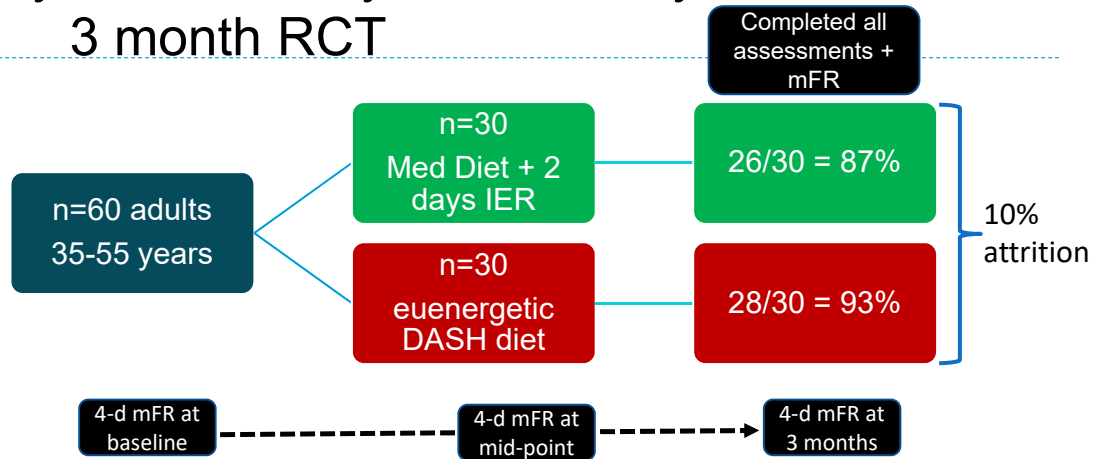 3 month RCT
Completed all
assessments +
mFR
n=60 adults
35-55 years
n=30
Med Diet + 2
days IER
26/30 = 87%
n=30
euenergetic
DASH diet
28/30 = 93%
10%
attrition
4-d mFR at
baseline
4-d mFR at
mid-point
4-d mFR at
3 months